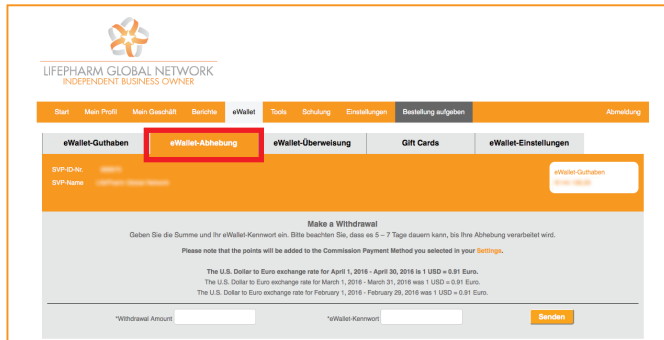 LIFEPHARM GLOBAL NETWORK
INDEPENDENT BUSINESS OWNER
Start Mein Profil Mein Geschäft Berichte eWallet Tools Schulung Einstellungen Bestellung aufgeben Abmeldung
eWallet-Guthaben eWallet-Abhebung eWallet-Überweisung Gift Cards eWallet-Einstellungen
SVP-ID-Nr.
SVP-Name
eWallet-Guthaben
Make a Withdrawal
Geben Sie die Summe und Ihr eWallet-Kennwort ein. Bitte beachten Sie, dass es 5 – 7 Tage dauern kann, bis Ihre Abhebung verarbeitet wird.
Please note that the points will be added to the Commission Payment Method you selected in your Settings.
The U.S. Dollar to Euro exchange rate for April 1, 2016 - April 30, 2016 is 1 USD = 0.91 Euro.
The U.S. Dollar to Euro exchange rate for March 1, 2016 - March 31, 2016 was 1 USD = 0.91 Euro.
The U.S. Dollar to Euro exchange rate for February 1, 2016 - February 29, 2016 was 1 USD = 0.91 Euro.
*Withdrawal Amount *eWallet-Kennwort Senden